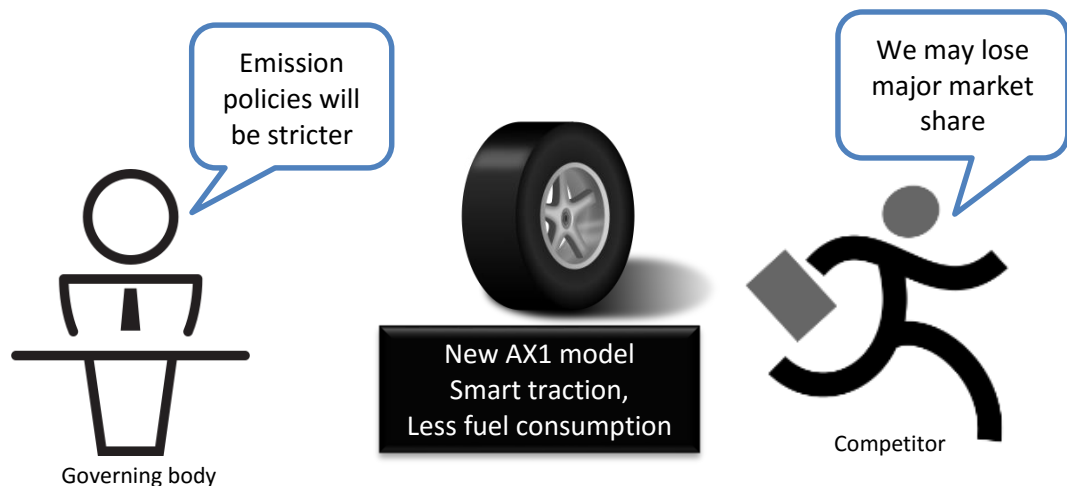 Emission
policies will
be stricter
We may lose
major market
share
New AX1 model
Smart traction,
Less fuel consumption
Governing body
Competitor